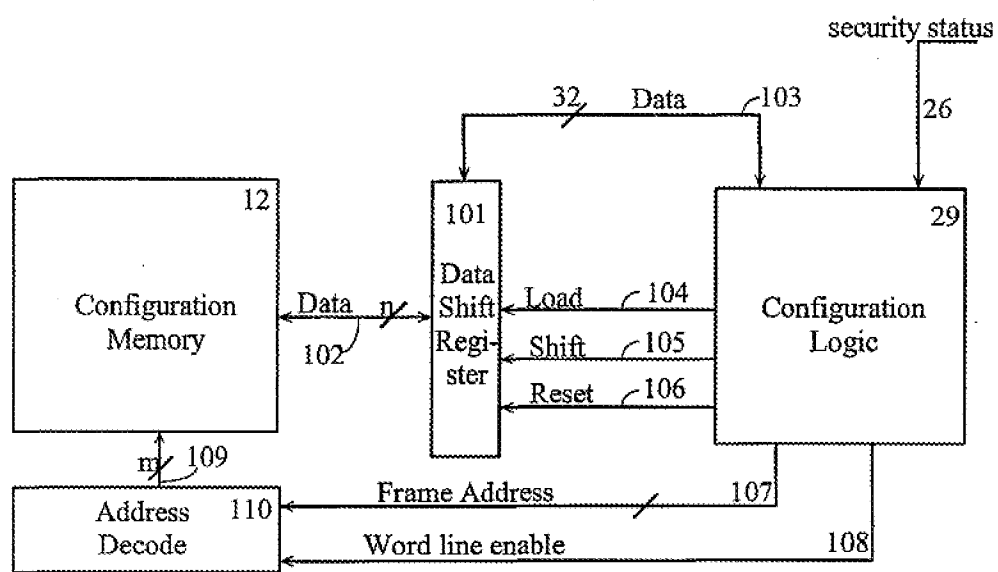 security status
32 Data 103
26
12
101
29
Data
Shift
Regi-
ster
Configuration
Memory
Data n
102
Load 104
Shift 105
Reset 106
Configuration
Logic
m 109
Address
Decode
110
Frame Address 107
Word line enable 108